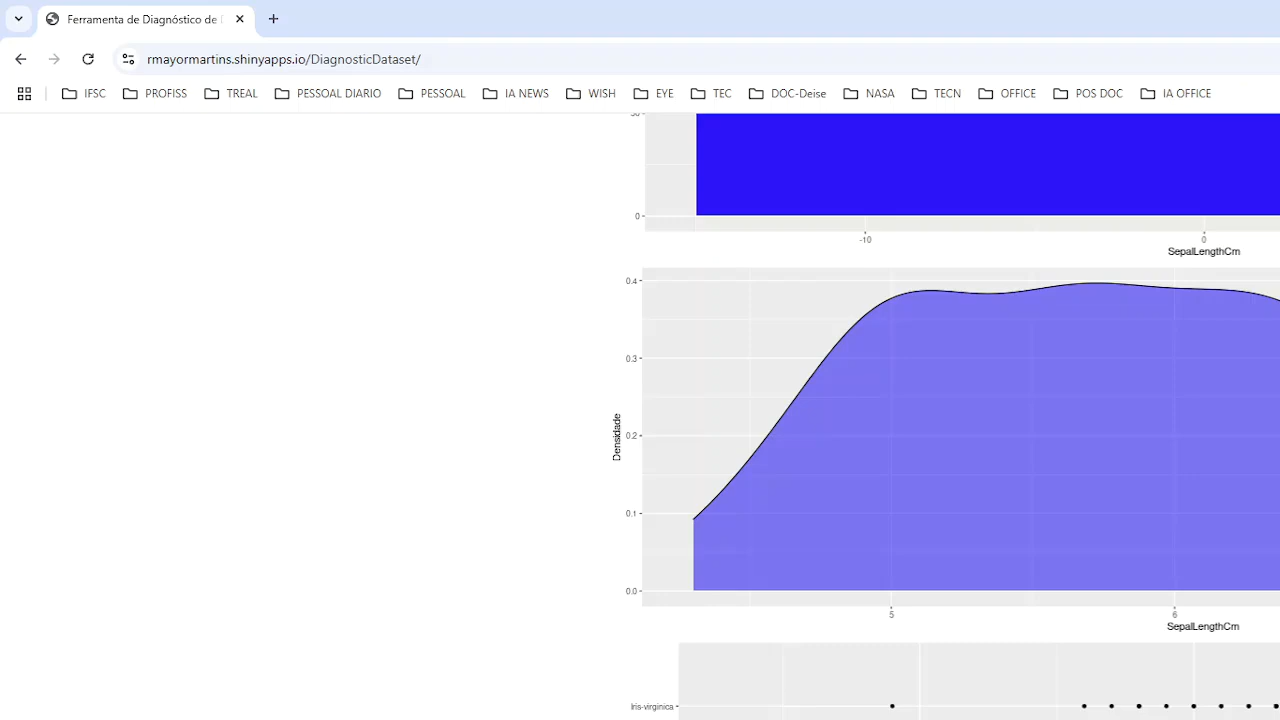 Ferramenta de Diagnóstico de
rmayormartins.shinyapps.io/DiagnosticDataset/
IFSC PROFISS TREAL PESSOAL DIARIO PESSOAL IA NEWS WISH EYE TEC DOC-Deise NASA TECN OFFICE POS DOC IA OFFICE
0
-10 0
SepalLengthCm
0.4
0.3
Densidade
0.2
0.1
0.0
5 6
SepalLengthCm
Iris-virginica